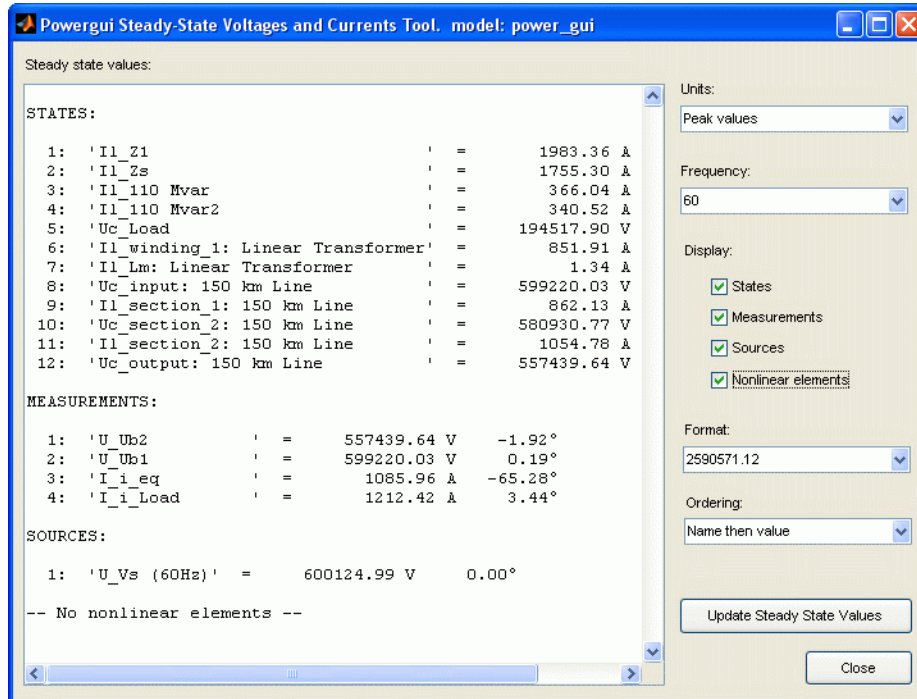 Powergui Steady-State Voltages and Currents Tool.  model: power_gui
Steady state values:
STATES:
1:  'Il_Z1                              '  =       1983.36 A
2:  'Il_Zs                              '  =       1755.30 A
3:  'Il_110 Mvar                        '  =        366.04 A
4:  'Il_110 Mvar2                       '  =        340.52 A
5:  'Uc_Load                            '  =     194517.90 V
6:  'Il_winding_1: Linear Transformer'  =        851.91 A
7:  'Il_Lm: Linear Transformer          '  =          1.34 A
8:  'Uc_input: 150 km Line              '  =     599220.03 V
9:  'Il_section_1: 150 km Line          '  =        862.13 A
10:  'Uc_section_2: 150 km Line          '  =     580930.77 V
11:  'Il_section_2: 150 km Line          '  =       1054.78 A
12:  'Uc_output: 150 km Line             '  =     557439.64 V
MEASUREMENTS:
1:  'U_Ub2        '  =     557439.64 V    -1.92°
2:  'U_Ub1        '  =     599220.03 V     0.19°
3:  'I_i_eq       '  =       1085.96 A   -65.28°
4:  'I_i_Load     '  =       1212.42 A     3.44°
SOURCES:
1:  'U_Vs (60Hz)'  =     600124.99 V     0.00°
-- No nonlinear elements --
Units:
Peak values
Frequency:
60
Display:
States
Measurements
Sources
Nonlinear elements
Format:
2590571.12
Ordering:
Name then value
Update Steady State Values
Close